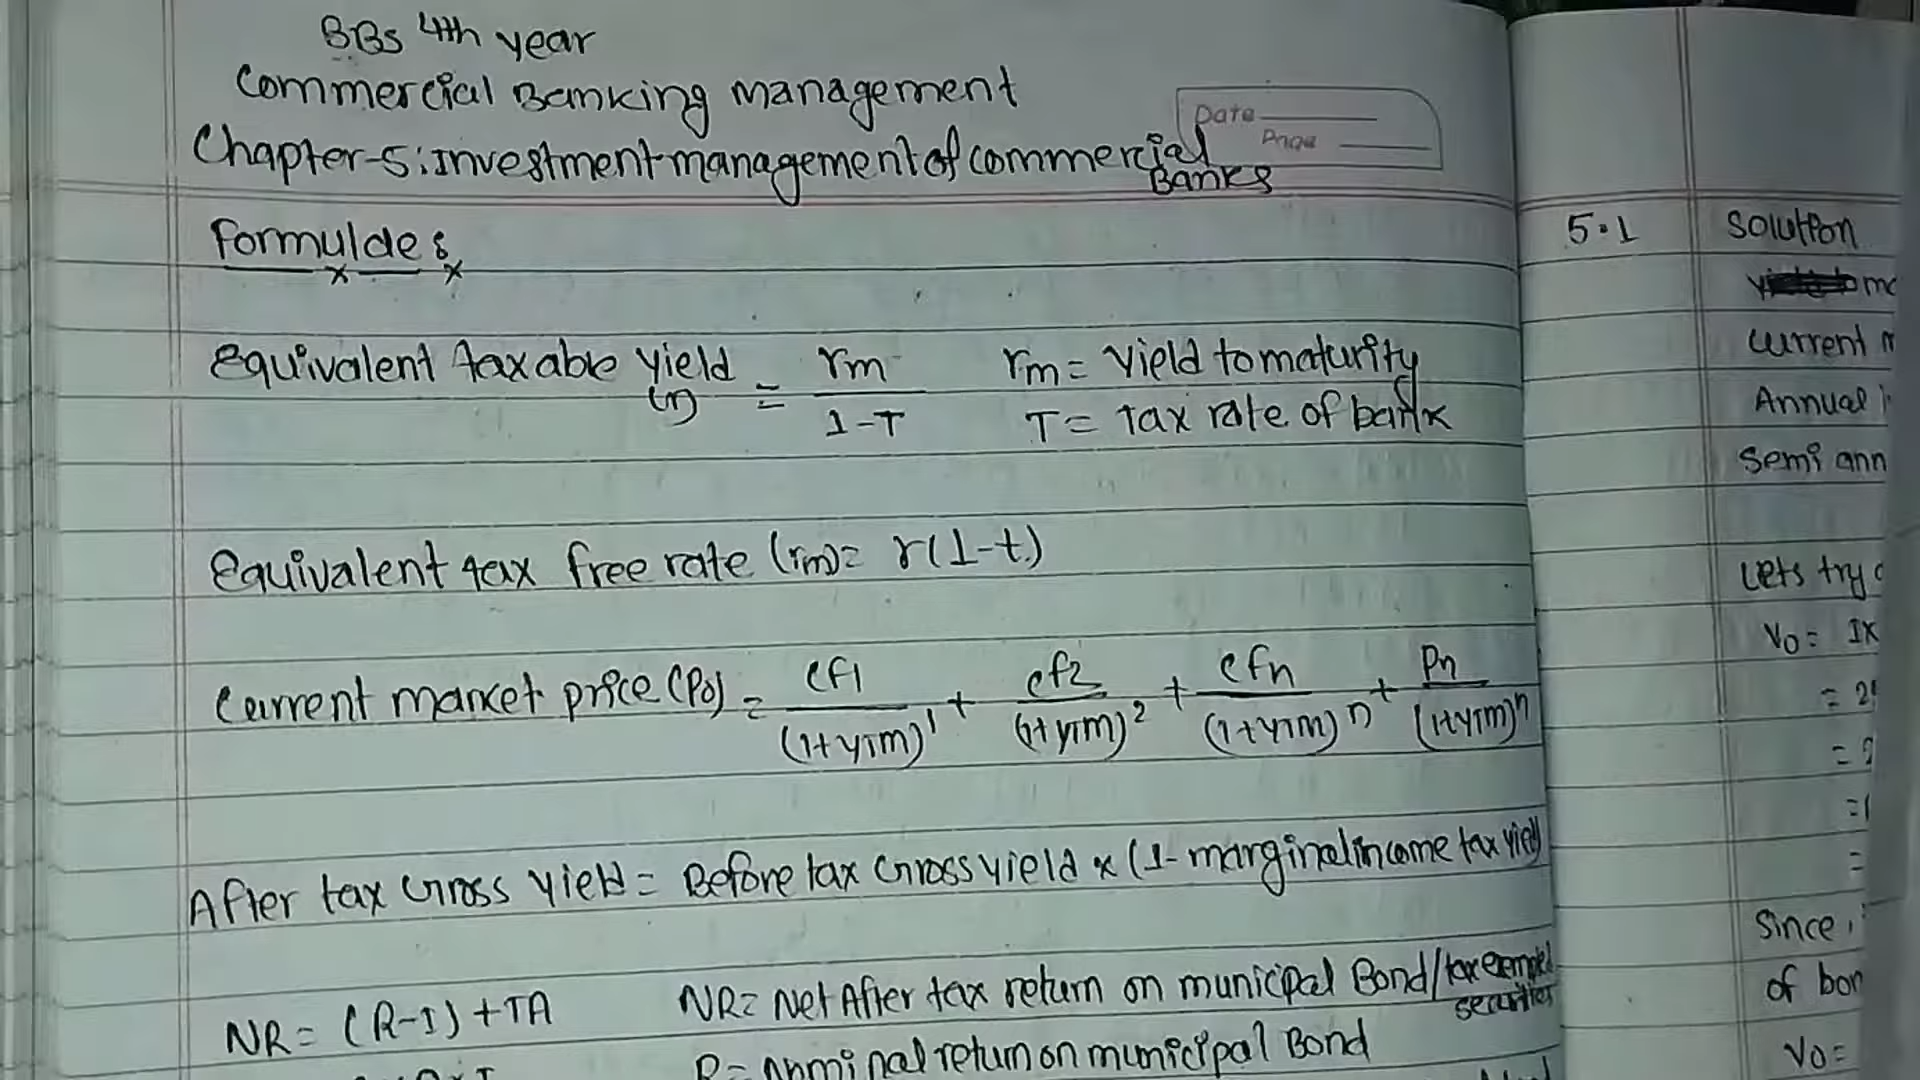 BBS 4th year
Commercial Banking management
Date
Page
Chapter-5: Investment management of commercial Banks
Formulae:
Equivalent taxable yield (r) = rm / 1-T
rm = Yield to maturity
T = Tax rate of bank
Equivalent tax free rate (rm) = r(1-t)
Current market price (P0) = CF1 / (1+YTM)^1 + CF2 / (1+YTM)^2 + CFn / (1+YTM)^n + Pn / (1+YTM)^n
After tax Gross yield = Before tax Gross yield × (1- marginal income tax yield
NR = (R-I) + TA
NR = Net After tax return on municipal Bond/tax exempted securities
R = Nominal return on municipal Bond
5.1
Solution
Current
Annual
Semi ann
Lets try
V0 = IX
Since,
of bon
V0 =